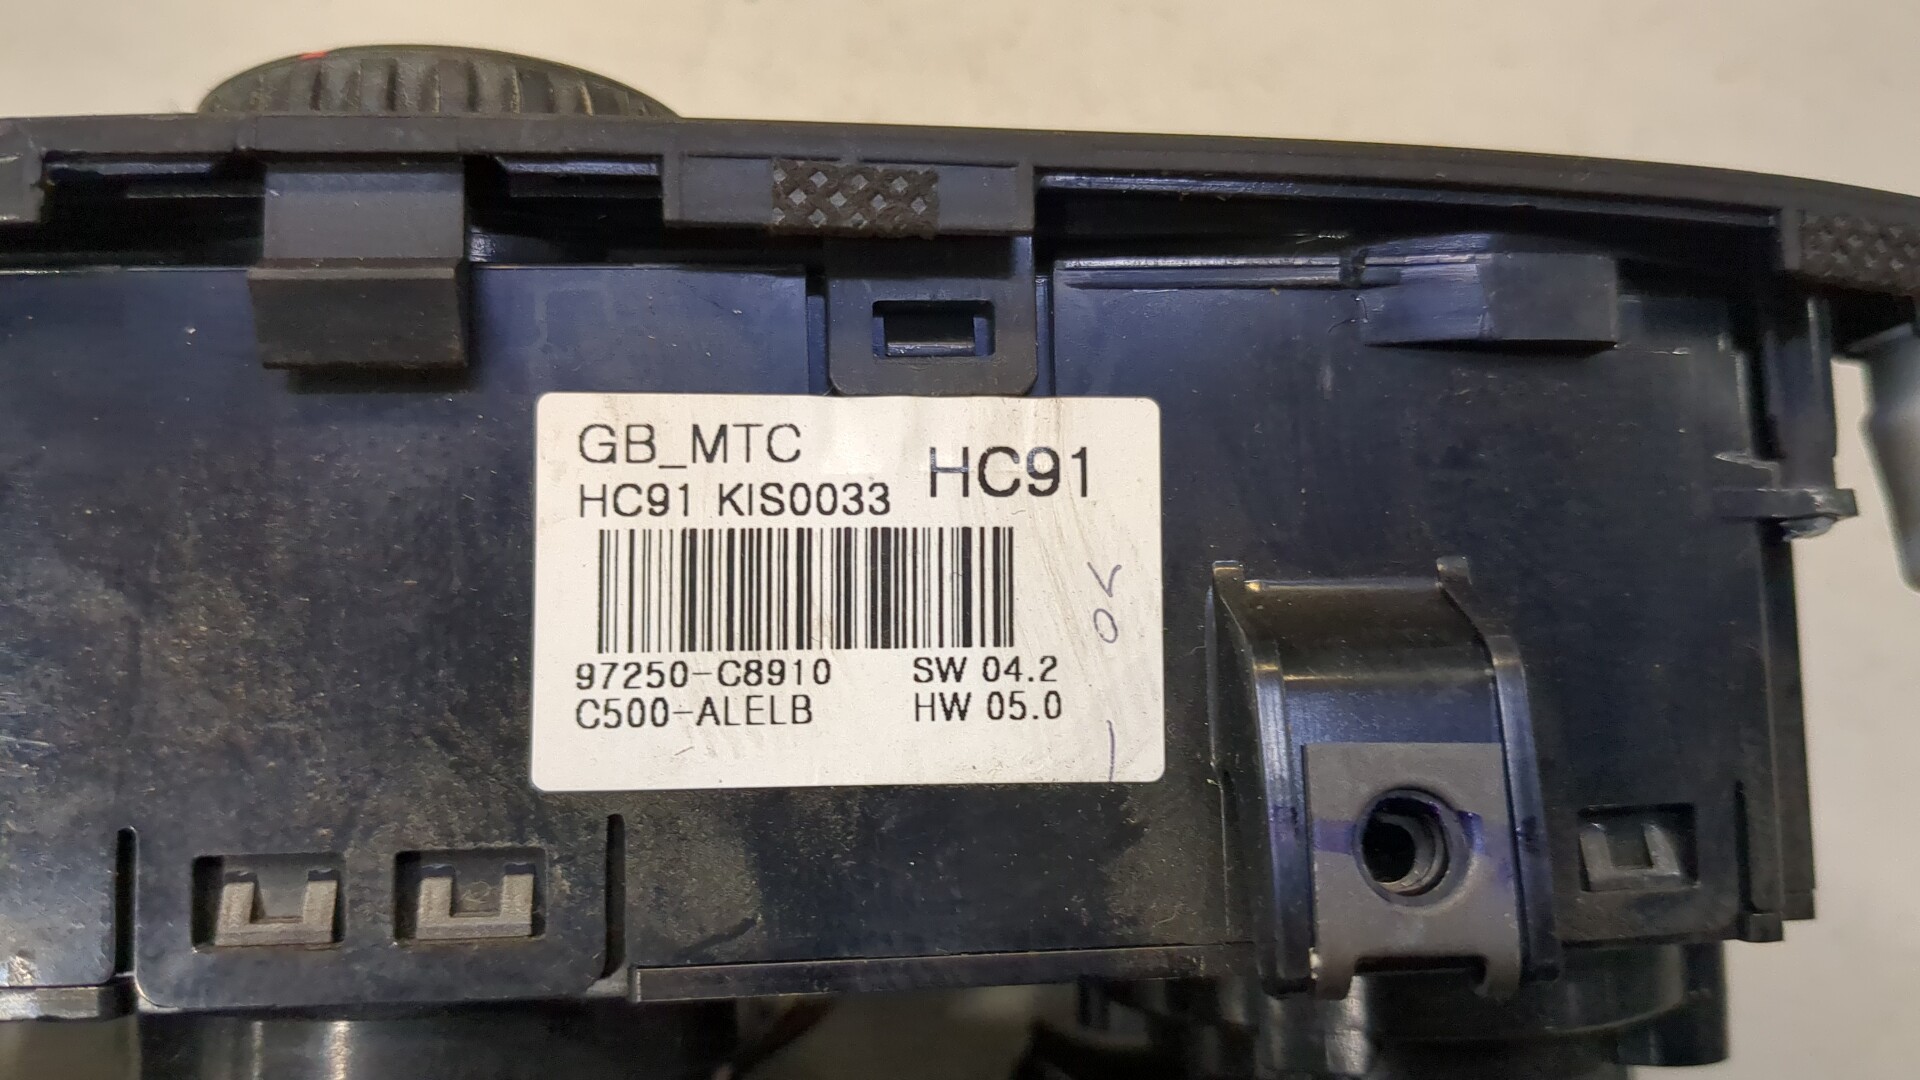 GB_MTC
HC91
HC91 KIS0033
97250-C8910 SW 04.2
C500-ALELB HW 05.0